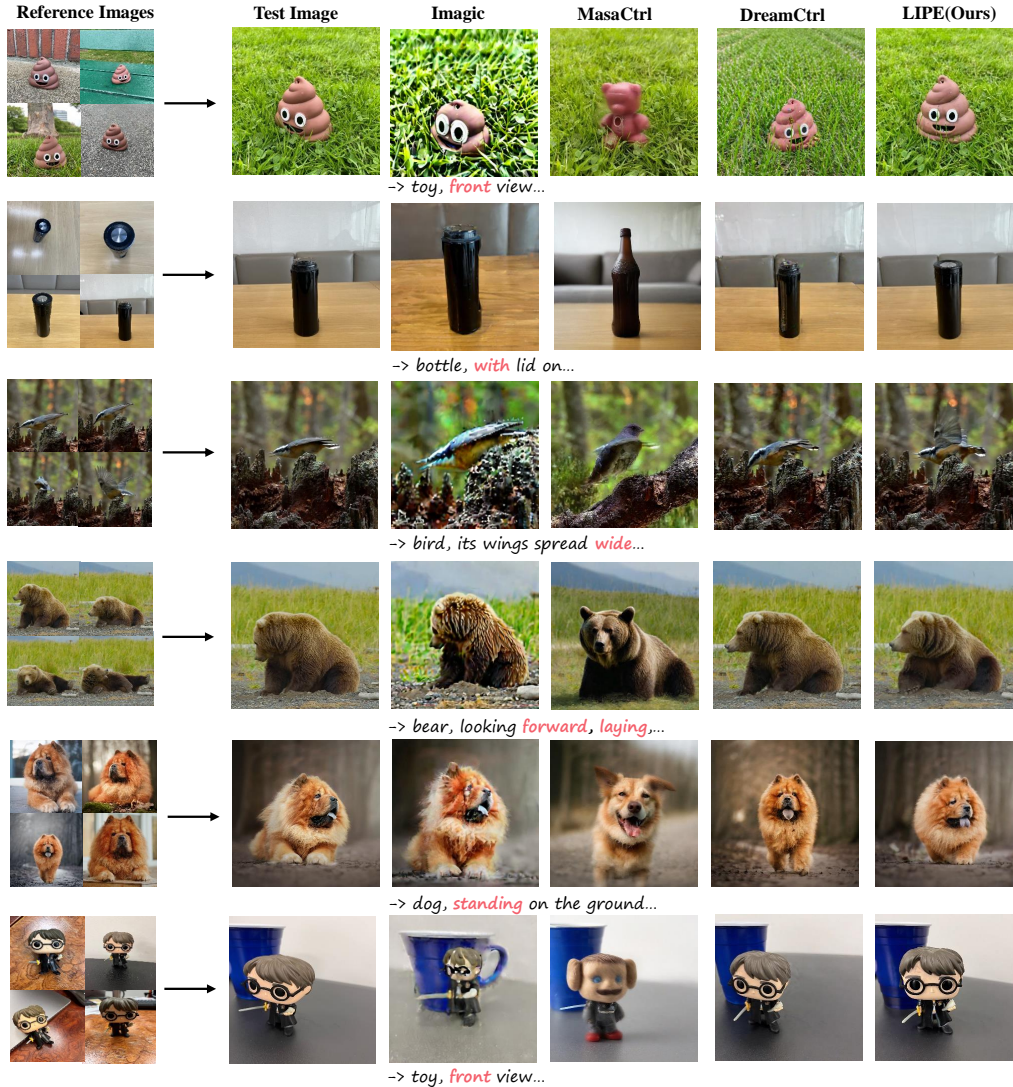 Reference Images Test Image Imagic MasaCtrl DreamCtrl LIPE(Ours)
-> toy, front view...
-> bottle, with lid on...
-> bird, its wings spread wide...
-> bear, looking forward, laying,...
-> dog, standing on the ground...
-> toy, front view...